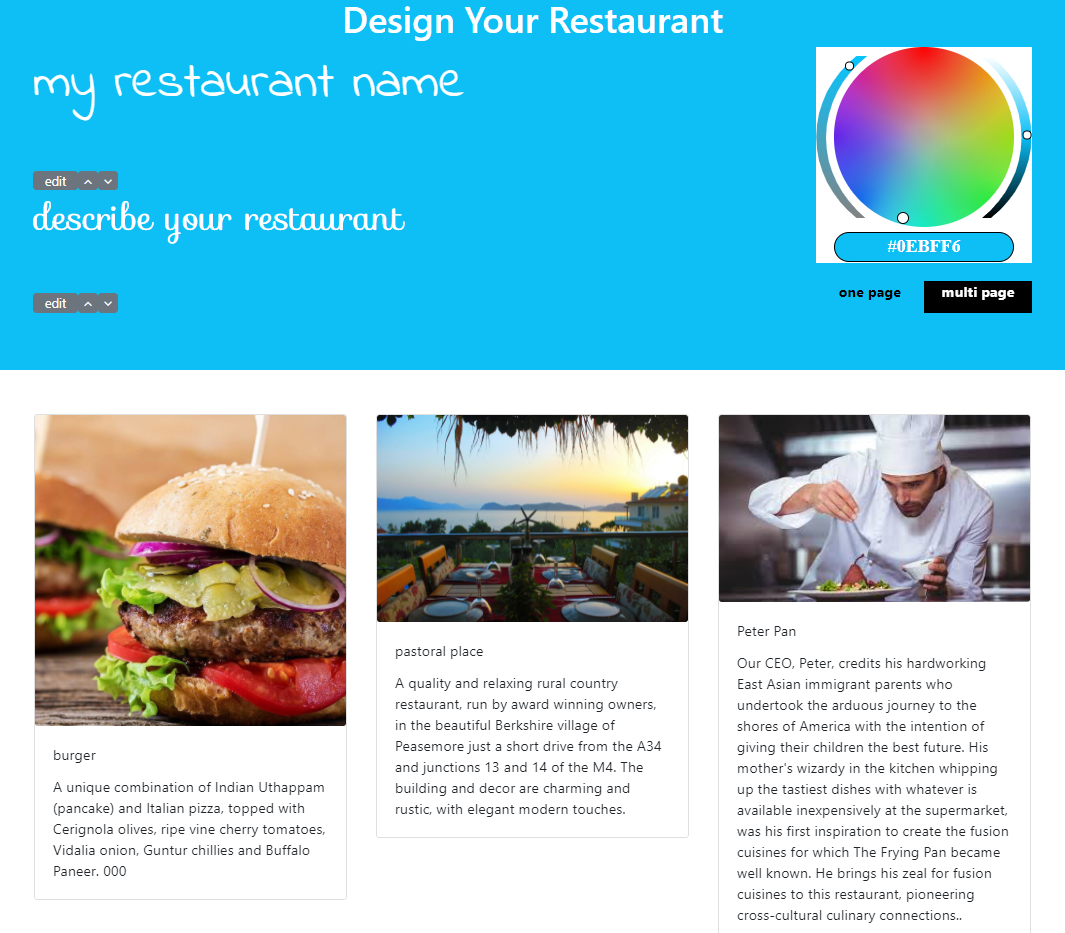 Design Your Restaurant
my restaurant name
edit
describe your restaurant
edit
#0EBFF6
one page
multi page
burger
A unique combination of Indian Uthappam
(pancake) and Italian pizza, topped with
Cerignola olives, ripe vine cherry tomatoes,
Vidalia onion, Guntur chillies and Buffalo
Paneer. 000
pastoral place
A quality and relaxing rural country
restaurant, run by award winning owners,
in the beautiful Berkshire village of
Peasemore just a short drive from the A34
and junctions 13 and 14 of the M4. The
building and decor are charming and
rustic, with elegant modern touches.
Peter Pan
Our CEO, Peter, credits his hardworking
East Asian immigrant parents who
undertook the arduous journey to the
shores of America with the intention of
giving their children the best future. His
mother's wizardy in the kitchen whipping
up the tastiest dishes with whatever is
available inexpensively at the supermarket,
was his first inspiration to create the fusion
cuisines for which The Frying Pan became
well known. He brings his zeal for fusion
cuisines to this restaurant, pioneering
cross-cultural culinary connections..